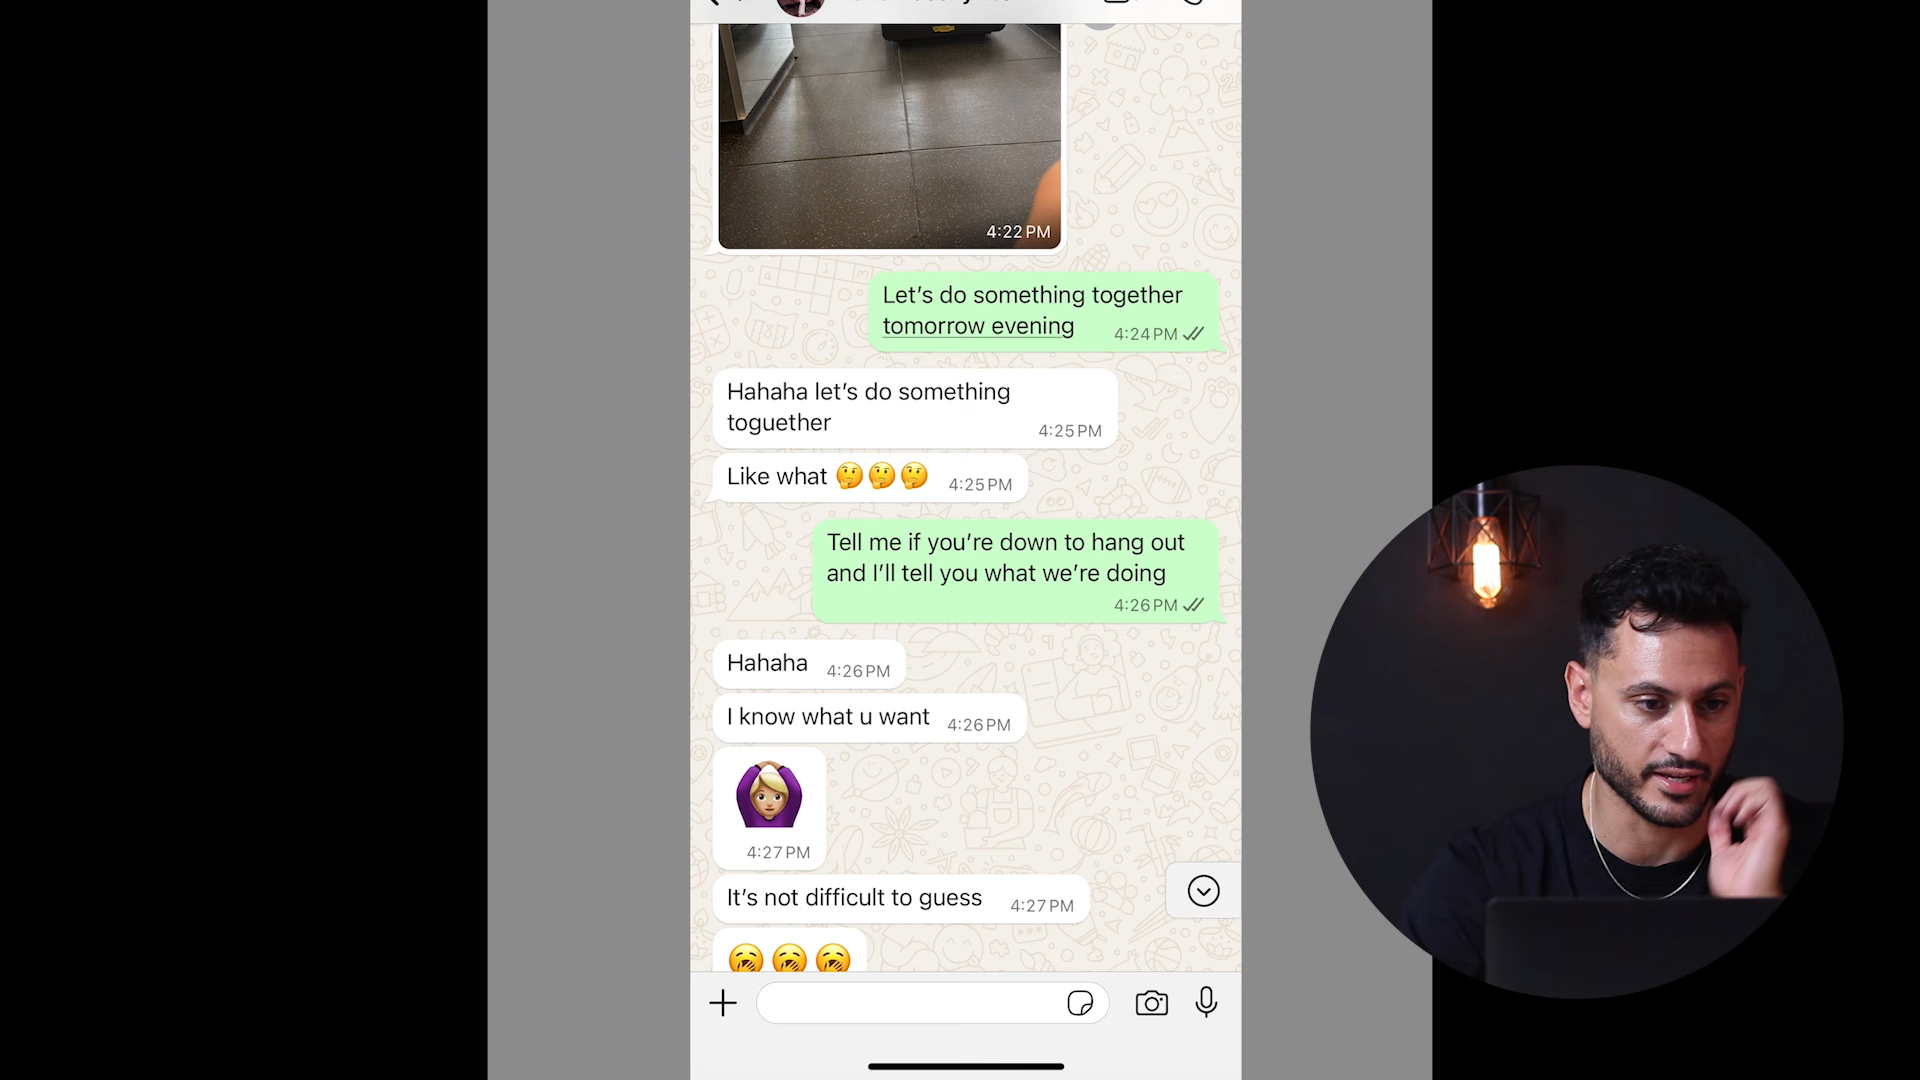 4:22 PM
Let's do something together
tomorrow evening 4:24 PM
Hahaha let's do something
toguether 4:25 PM
Like what 🤔🤔🤔 4:25 PM
Tell me if you're down to hang out
and I'll tell you what we're doing
4:26 PM
Hahaha 4:26 PM
I know what u want 4:26 PM
4:27 PM
It's not difficult to guess 4:27 PM